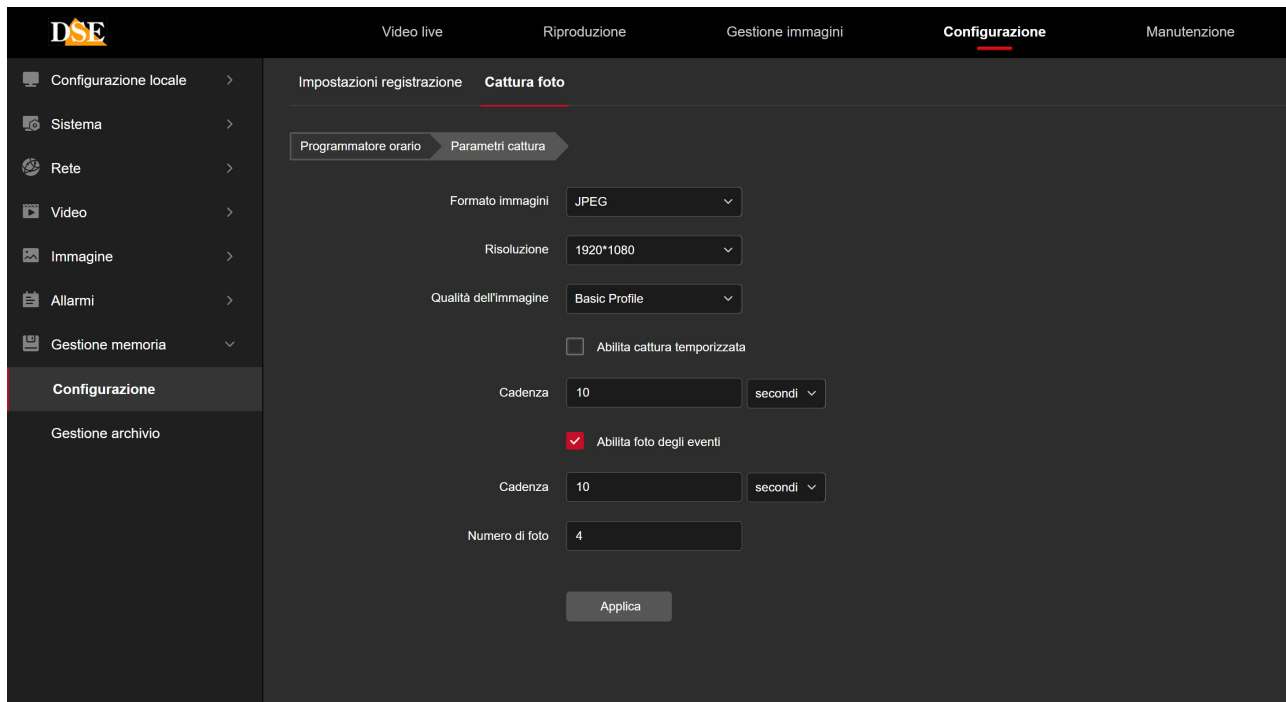 DSE
Video live
Riproduzione
Gestione immagini
Configurazione
Manutenzione
Configurazione locale
Sistema
Rete
Video
Immagine
Allarmi
Gestione memoria
Configurazione
Gestione archivio
Impostazioni registrazione
Cattura foto
Programmatore orario
Parametri cattura
Formato immagini JPEG
Risoluzione 1920*1080
Qualità dell'immagine Basic Profile
Abilita cattura temporizzata
Cadenza 10 secondi
Abilita foto degli eventi
Cadenza 10 secondi
Numero di foto 4
Applica